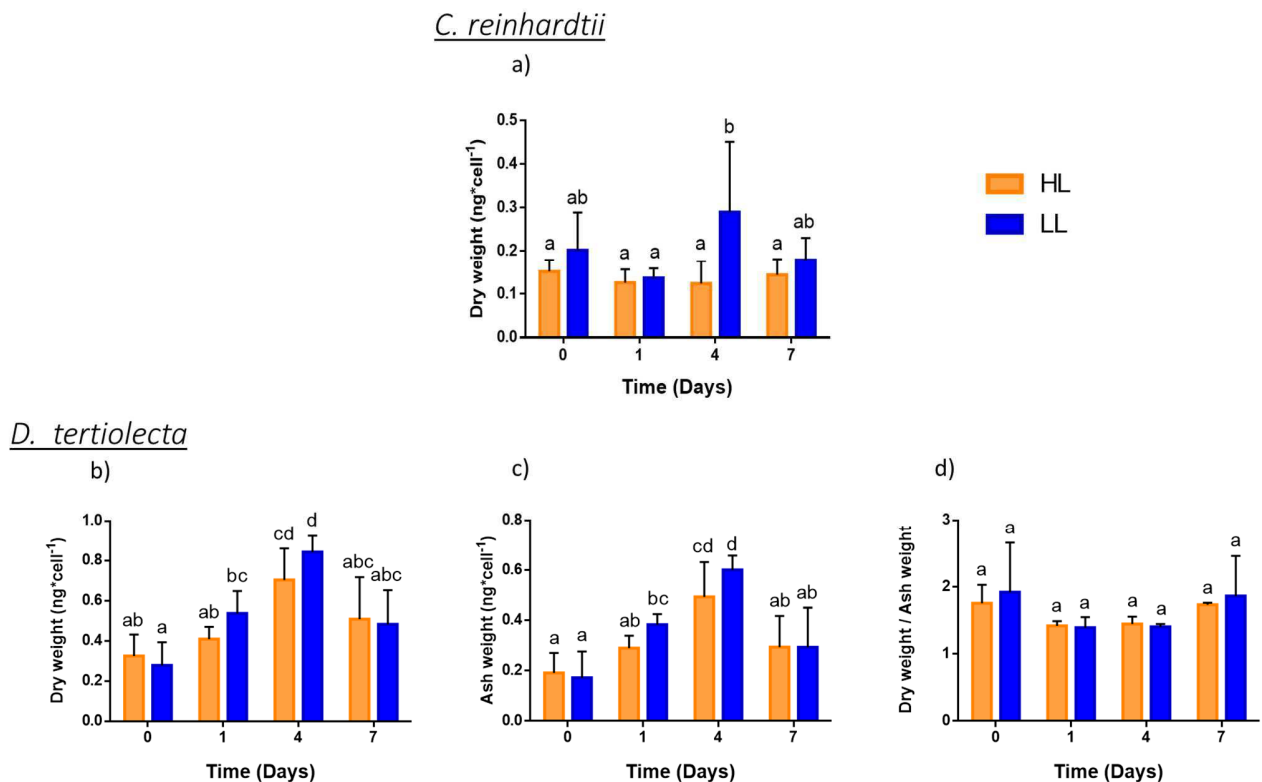 C. reinhardtii
a)
Dry weight (ng*cell⁻¹)
0.5
0.4
0.3
0.2
0.1
0.0
a
ab
a
a
a
b
a
ab
0
1
4
7
Time (Days)
HL
LL
D. tertiolecta
b)
Dry weight (ng*cell⁻¹)
1.0
0.8
0.6
0.4
0.2
0.0
ab
a
ab
bc
cd
d
abc
abc
0
1
4
7
Time (Days)
c)
Ash weight (ng*cell⁻¹)
0.8
0.6
0.4
0.2
0.0
a
a
ab
bc
cd
d
ab
ab
0
1
4
7
Time (Days)
d)
Dry weight / Ash weight
3
2
1
0
a
a
a
a
a
a
a
a
0
1
4
7
Time (Days)